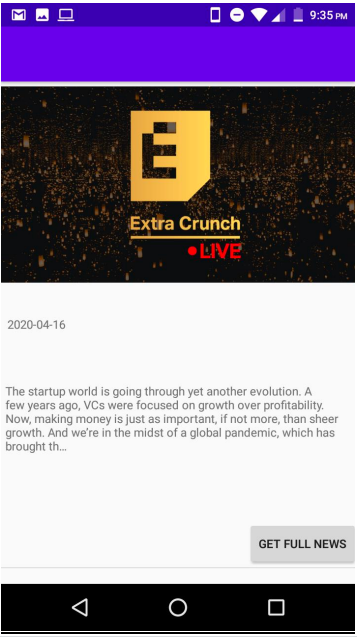 9:35 PM
Extra Crunch
LIVE
2020-04-16
The startup world is going through yet another evolution. A
few years ago, VCs were focused on growth over profitability.
Now, making money is just as important, if not more, than sheer
growth. And we're in the midst of a global pandemic, which has
brought th…
GET FULL NEWS